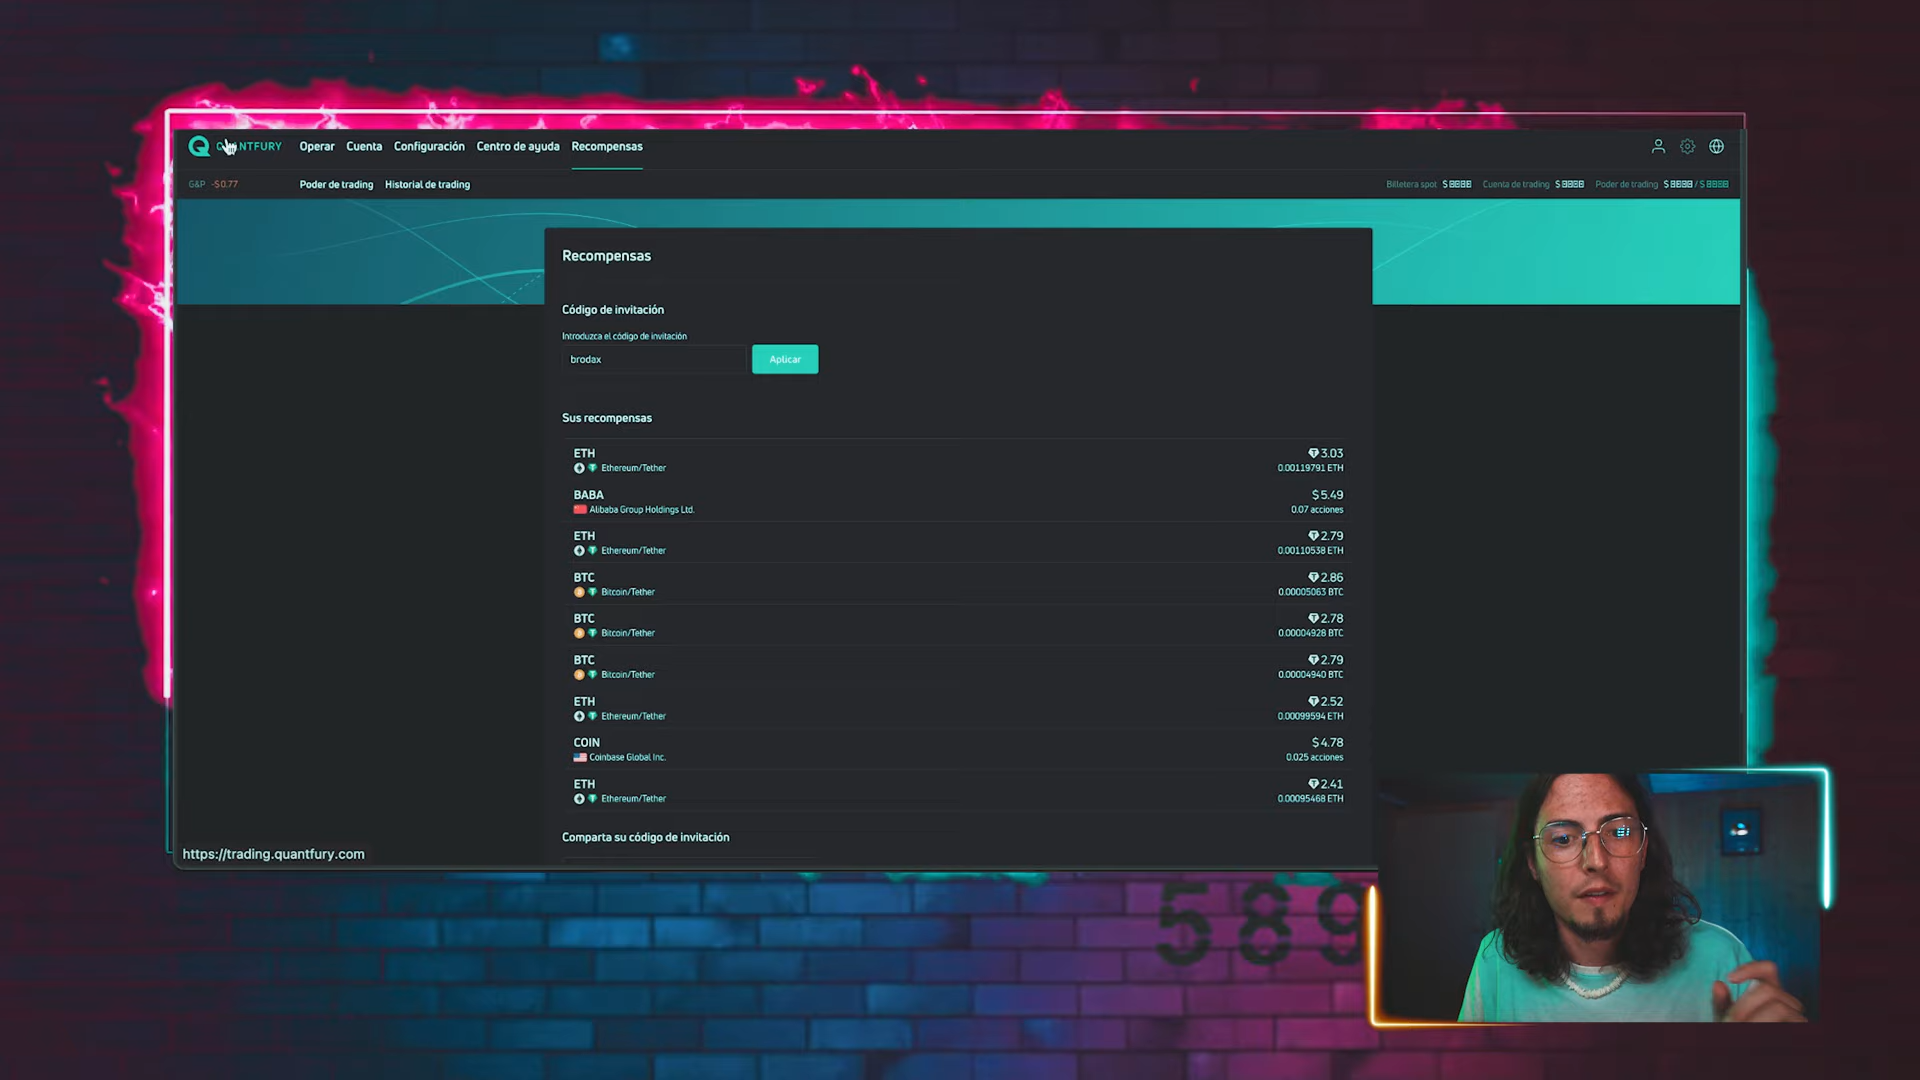 QUANTFURY
Operar
Cuenta
Configuración
Centro de ayuda
Recompensas
G&P -$0.77
Poder de trading
Historial de trading
Billetera spot $
Cuenta de trading $
Poder de trading $ / $
Recompensas
Código de invitación
Introduzca el código de invitación
brodax
Aplicar
Sus recompensas
ETH 3.03
Ethereum/Tether 0.00119791 ETH
BABA $5.49
Alibaba Group Holdings Ltd. 0.07 acciones
ETH 2.79
Ethereum/Tether 0.00110538 ETH
BTC 2.86
Bitcoin/Tether 0.00005063 BTC
BTC 2.78
Bitcoin/Tether 0.00004928 BTC
BTC 2.79
Bitcoin/Tether 0.00004940 BTC
ETH 2.52
Ethereum/Tether 0.00099594 ETH
COIN $4.78
Coinbase Global Inc. 0.025 acciones
ETH 2.41
Ethereum/Tether 0.00095468 ETH
Comparta su código de invitación
https://trading.quantfury.com
589